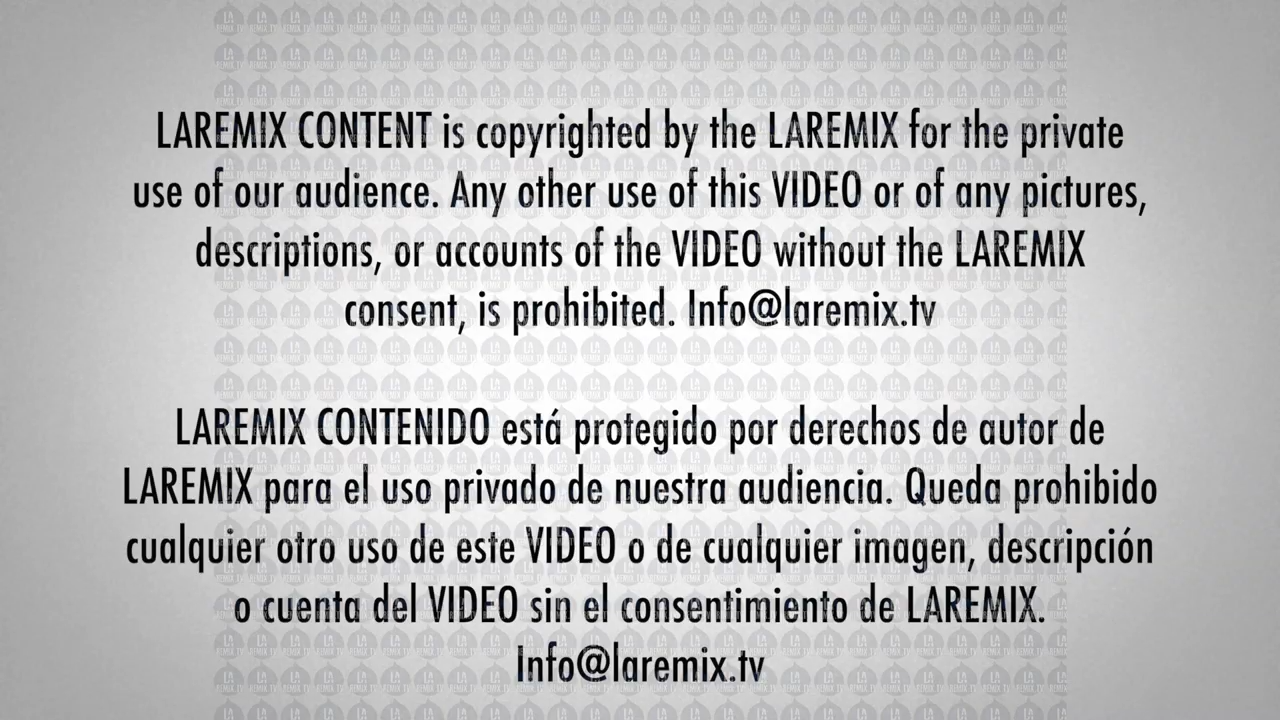 LAREMIX CONTENT is copyrighted by the LAREMIX for the private
use of our audience. Any other use of this VIDEO or of any pictures,
descriptions, or accounts of the VIDEO without the LAREMIX
consent, is prohibited. Info@laremix.tv
LAREMIX CONTENIDO está protegido por derechos de autor de
LAREMIX para el uso privado de nuestra audiencia. Queda prohibido
cualquier otro uso de este VIDEO o de cualquier imagen, descripción
o cuenta del VIDEO sin el consentimiento de LAREMIX.
Info@laremix.tv